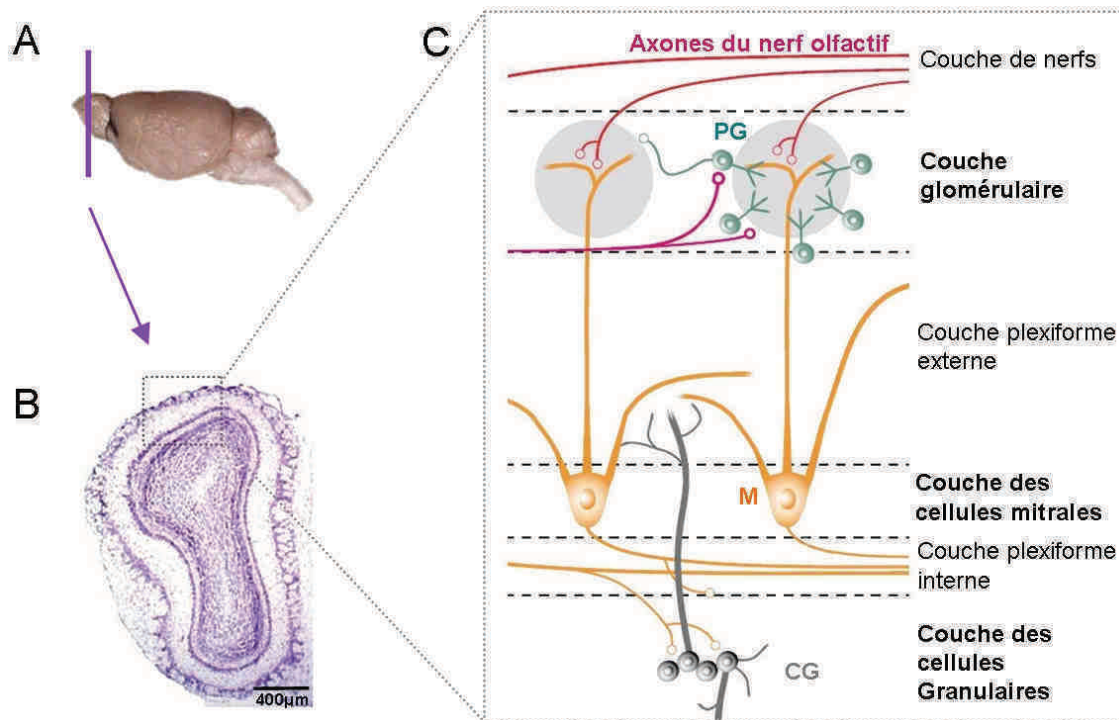 A
B
400µm
C
Axones du nerf olfactif
Couche de nerfs
PG
Couche
glomérulaire
Couche plexiforme
externe
M
Couche des
cellules mitrales
Couche plexiforme
interne
CG
Couche des
cellules
Granulaires